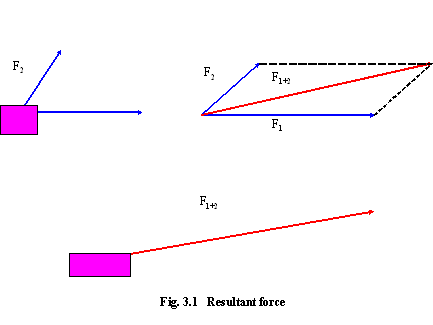 F2
F2
F1+2
F1
F1+2
Fig. 3.1 Resultant force